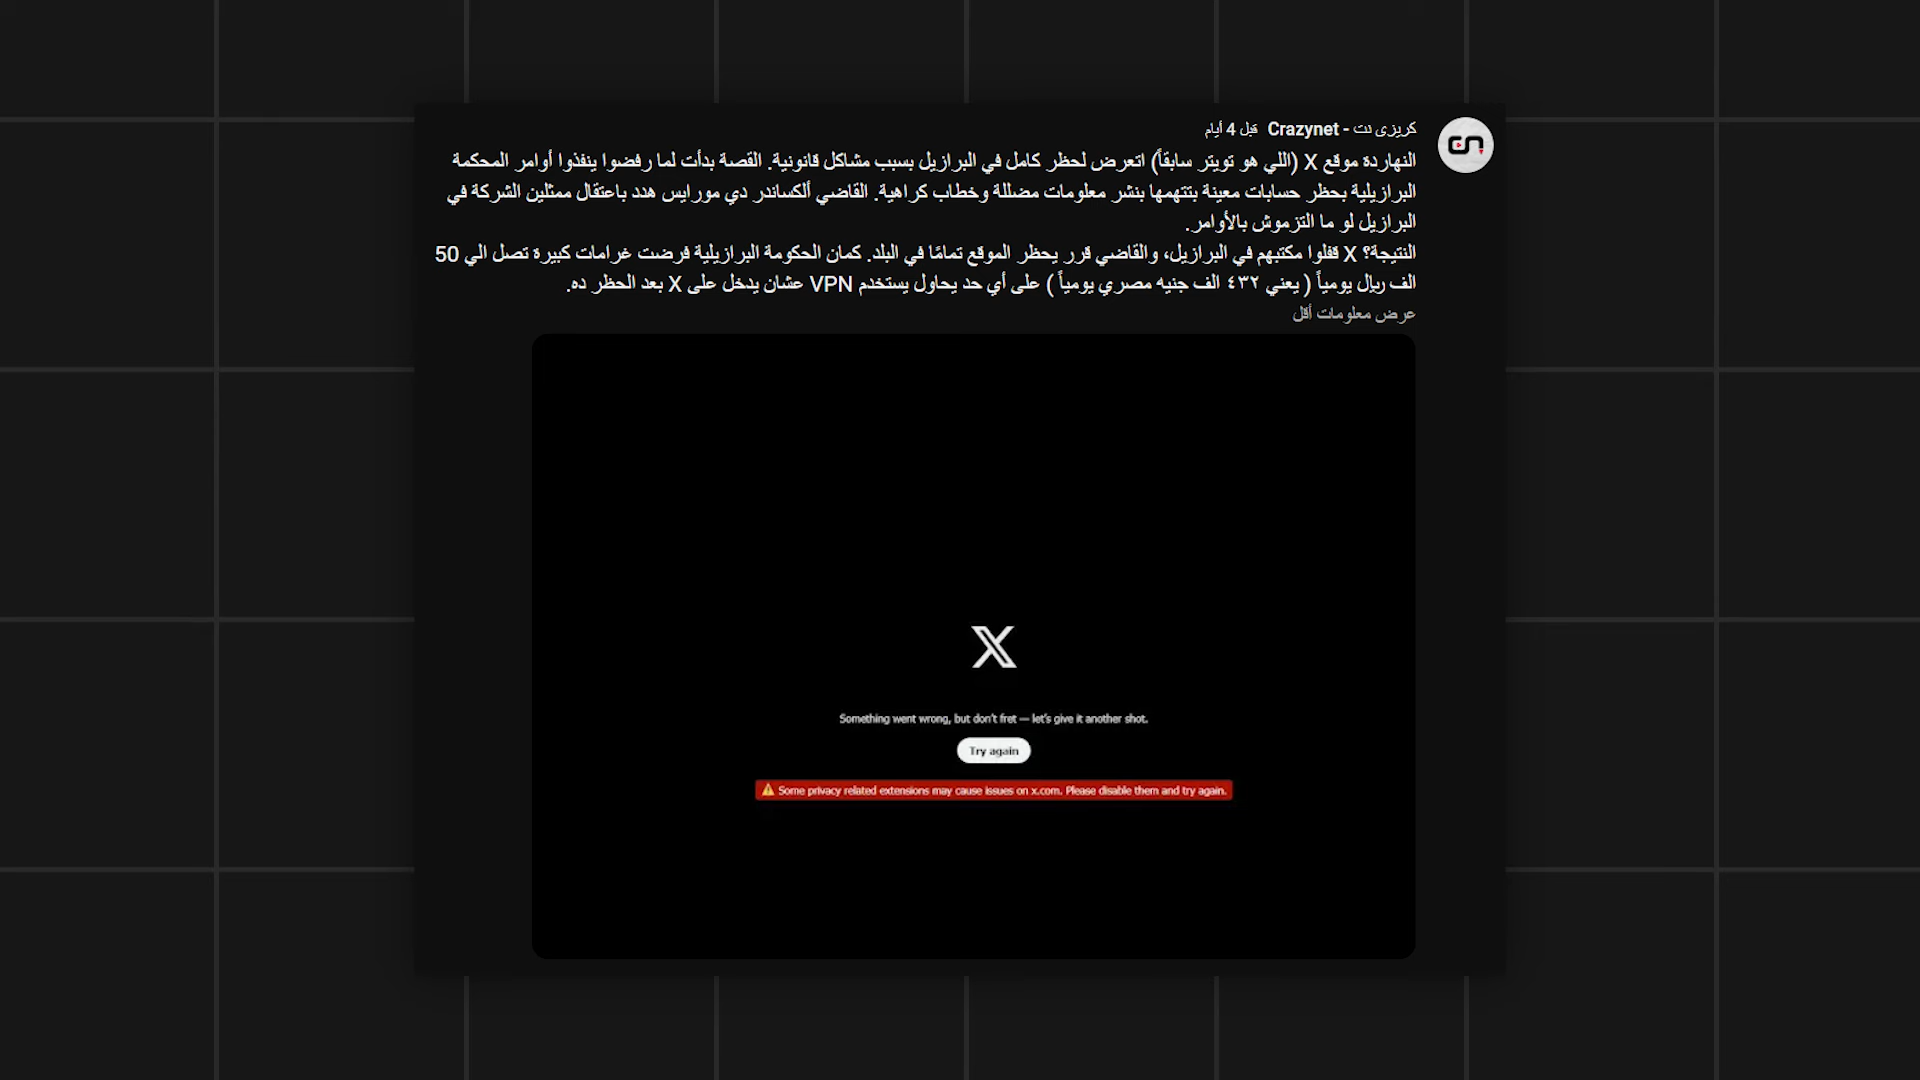 كريزى نت - Crazynet قبل 4 أيام
النهاردة موقع X (اللي هو تويتر سابقاً) اتعرض لحظر كامل في البرازيل بسبب مشاكل قانونية. القصة بدأت لما رفضوا ينفذوا أوامر المحكمة
البرازيلية بحظر حسابات معينة بتتهمها بنشر معلومات مضللة وخطاب كراهية. القاضي ألكساندر دي مورايس هدد باعتقال ممثلين الشركة في
البرازيل لو ما التزموش بالأوامر.
النتيجة؟ X قفلوا مكتبهم في البرازيل، والقاضي قرر يحظر الموقع تمامًا في البلد. كمان الحكومة البرازيلية فرضت غرامات كبيرة تصل الي 50
الف ريال يومياً ( يعني ٤٣٢ الف جنيه مصري يومياً ) على أي حد يحاول يستخدم VPN عشان يدخل على X بعد الحظر ده.
عرض معلومات أقل
Something went wrong, but don't fret — let's give it another shot.
Try again
⚠ Some privacy related extensions may cause issues on x.com. Please disable them and try again.